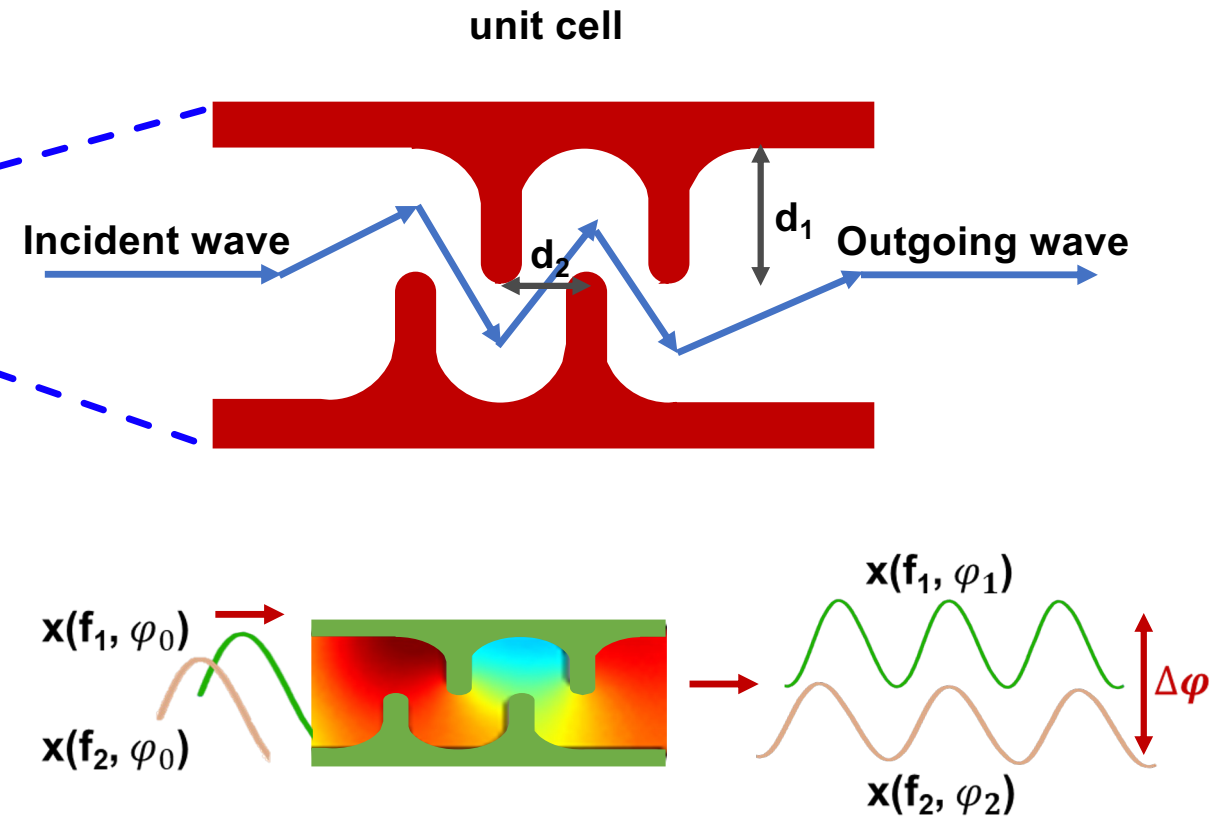 unit cell
Incident wave
d₂
d₁
Outgoing wave
x(f₁, φ₀)
x(f₂, φ₀)
x(f₁, φ₁)
Δφ
x(f₂, φ₂)